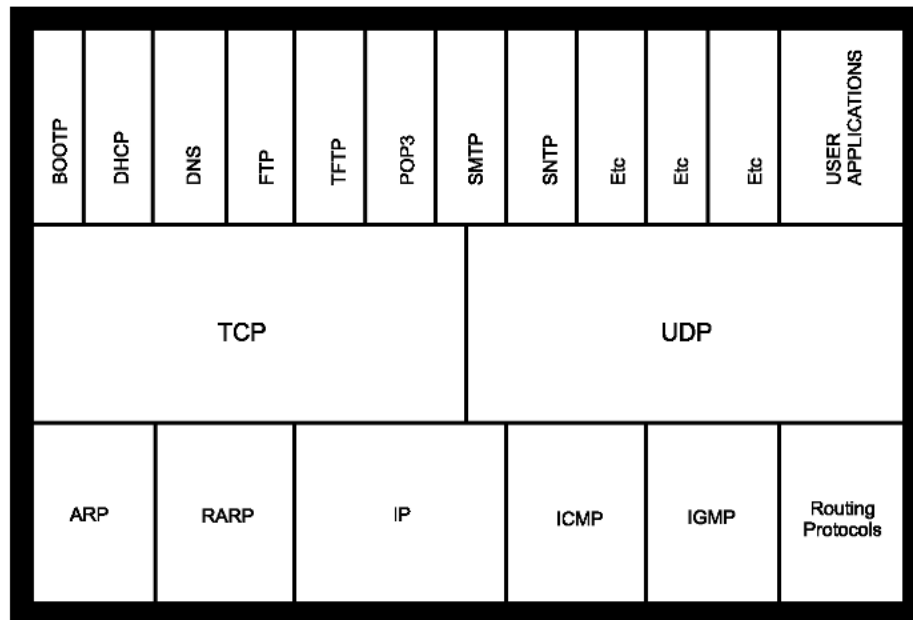 BOOTP
DHCP
DNS
FTP
TFTP
POP3
SMTP
SNTP
Etc
Etc
Etc
USER
APPLICATIONS
TCP
UDP
ARP
RARP
IP
ICMP
IGMP
Routing
Protocols